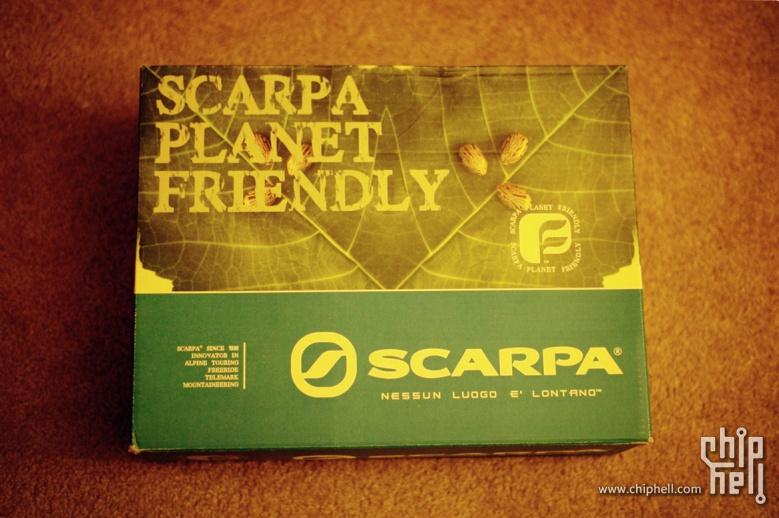 SCARPA
PLANET
FRIENDLY
SCARPA PLANET FRIENDLY
SCARPA PLANET FRIENDLY
SCARPA® SINCE 1938
INNOVATOR IN
ALPINE TOURING
FREERIDE
TELEMARK
MOUNTAINEERING
SCARPA®
NESSUN LUOGO E' LONTANO™
www.chiphell.com
chip
hell